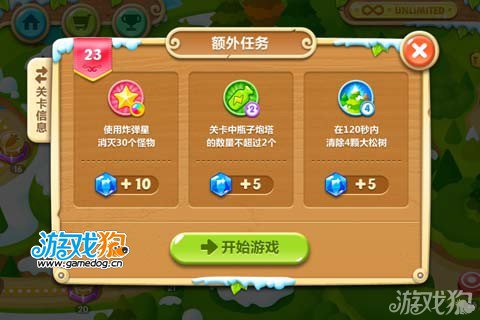 UNLIMITED
额外任务
23
关卡信息
2
4
使用炸弹星
消灭30个怪物
关卡中瓶子炮塔
的数量不超过2个
在120秒内
清除4颗大松树
+10
+5
+5
开始游戏
16
20
游戏狗
www.gamedog.cn
游戏狗